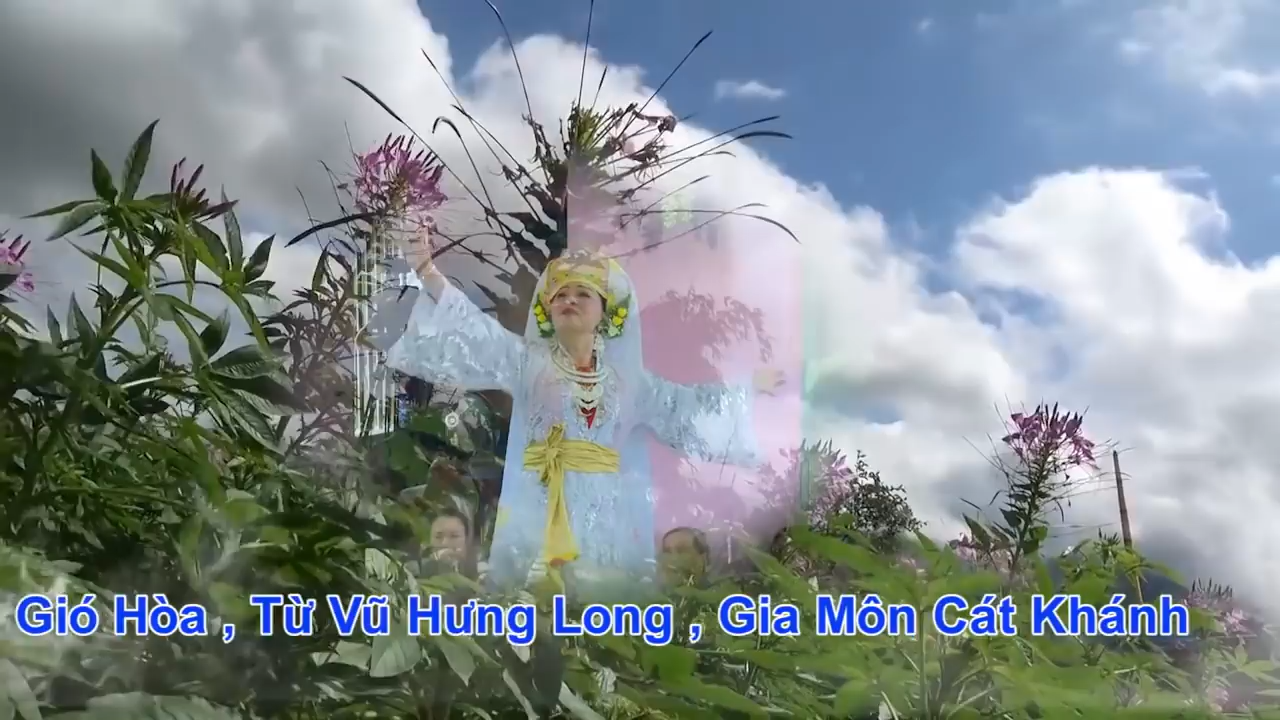 Gió Hòa , Từ Vũ Hưng Long , Gia Môn Cát Khánh